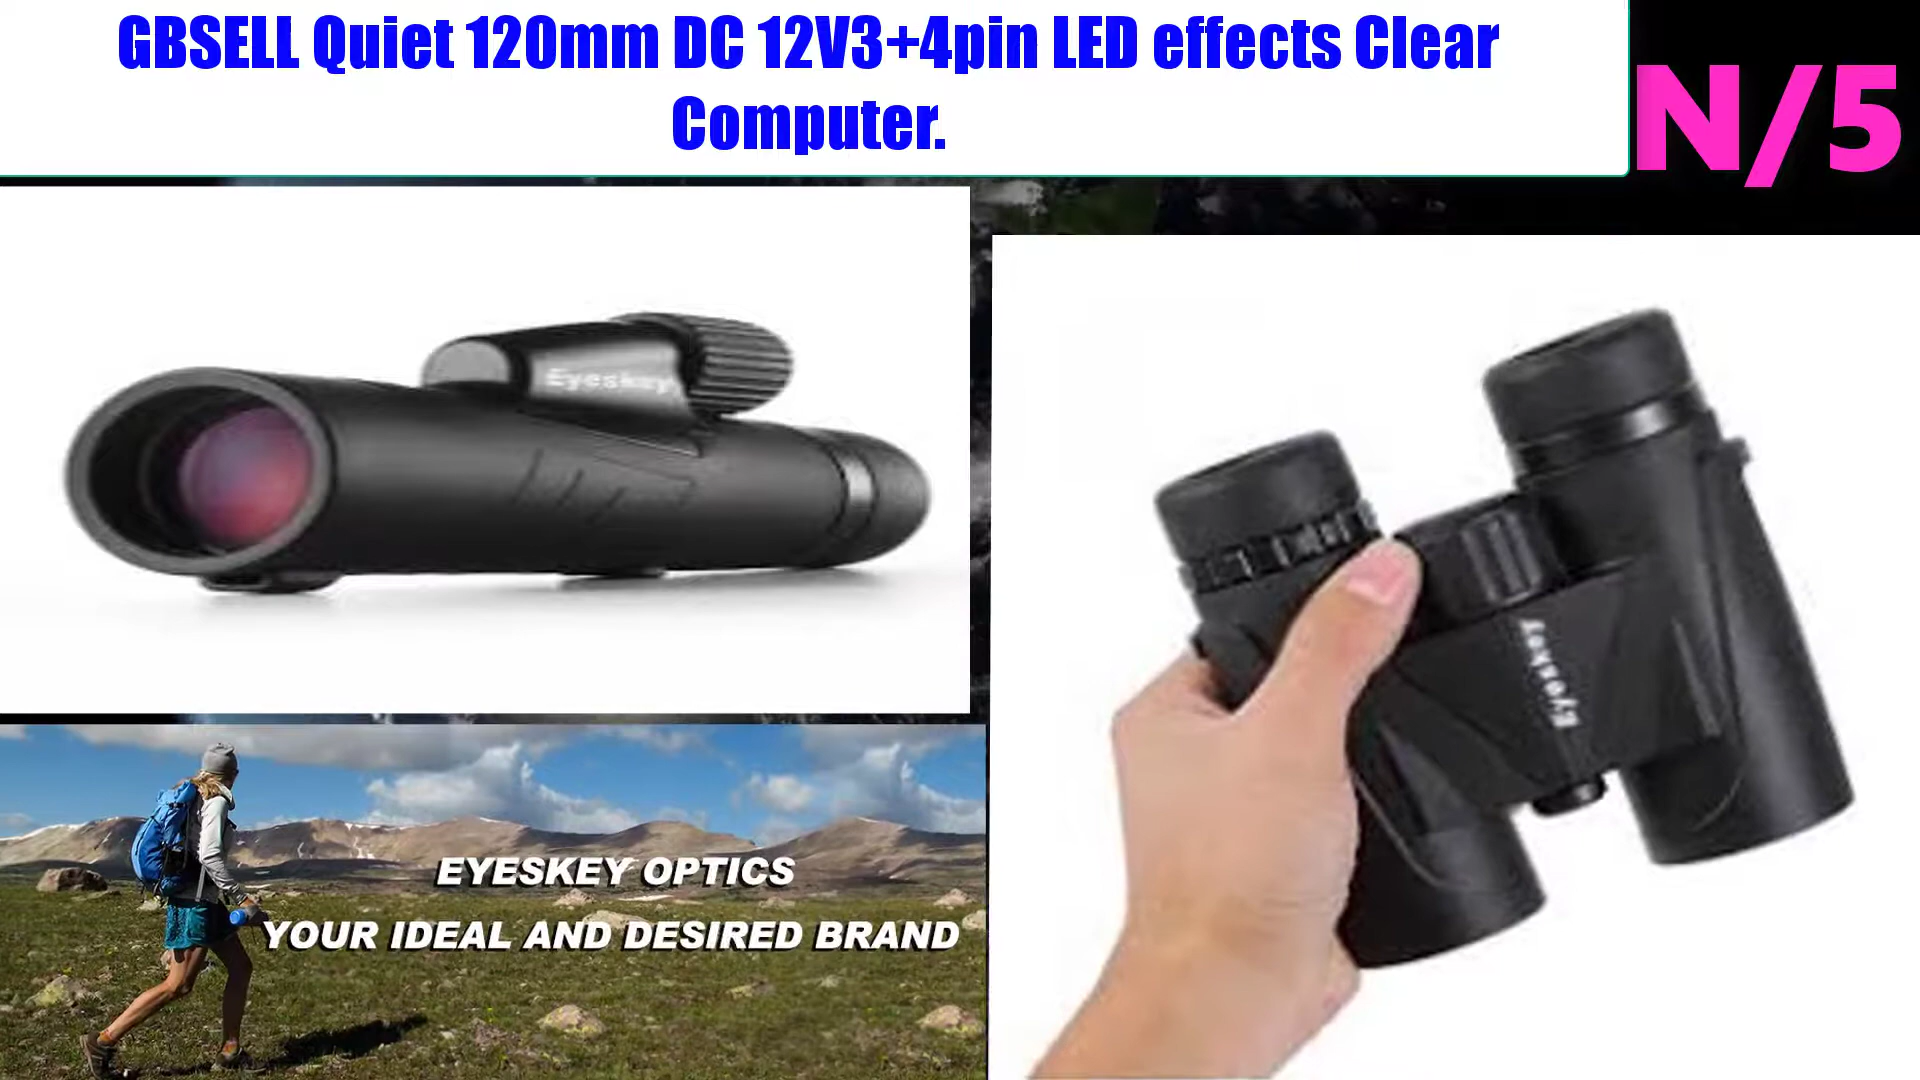 GBSELL Quiet 120mm DC 12V3+4pin LED effects Clear
Computer.
N/5
Eyeskey
Eyeskey
EYESKEY OPTICS
YOUR IDEAL AND DESIRED BRAND